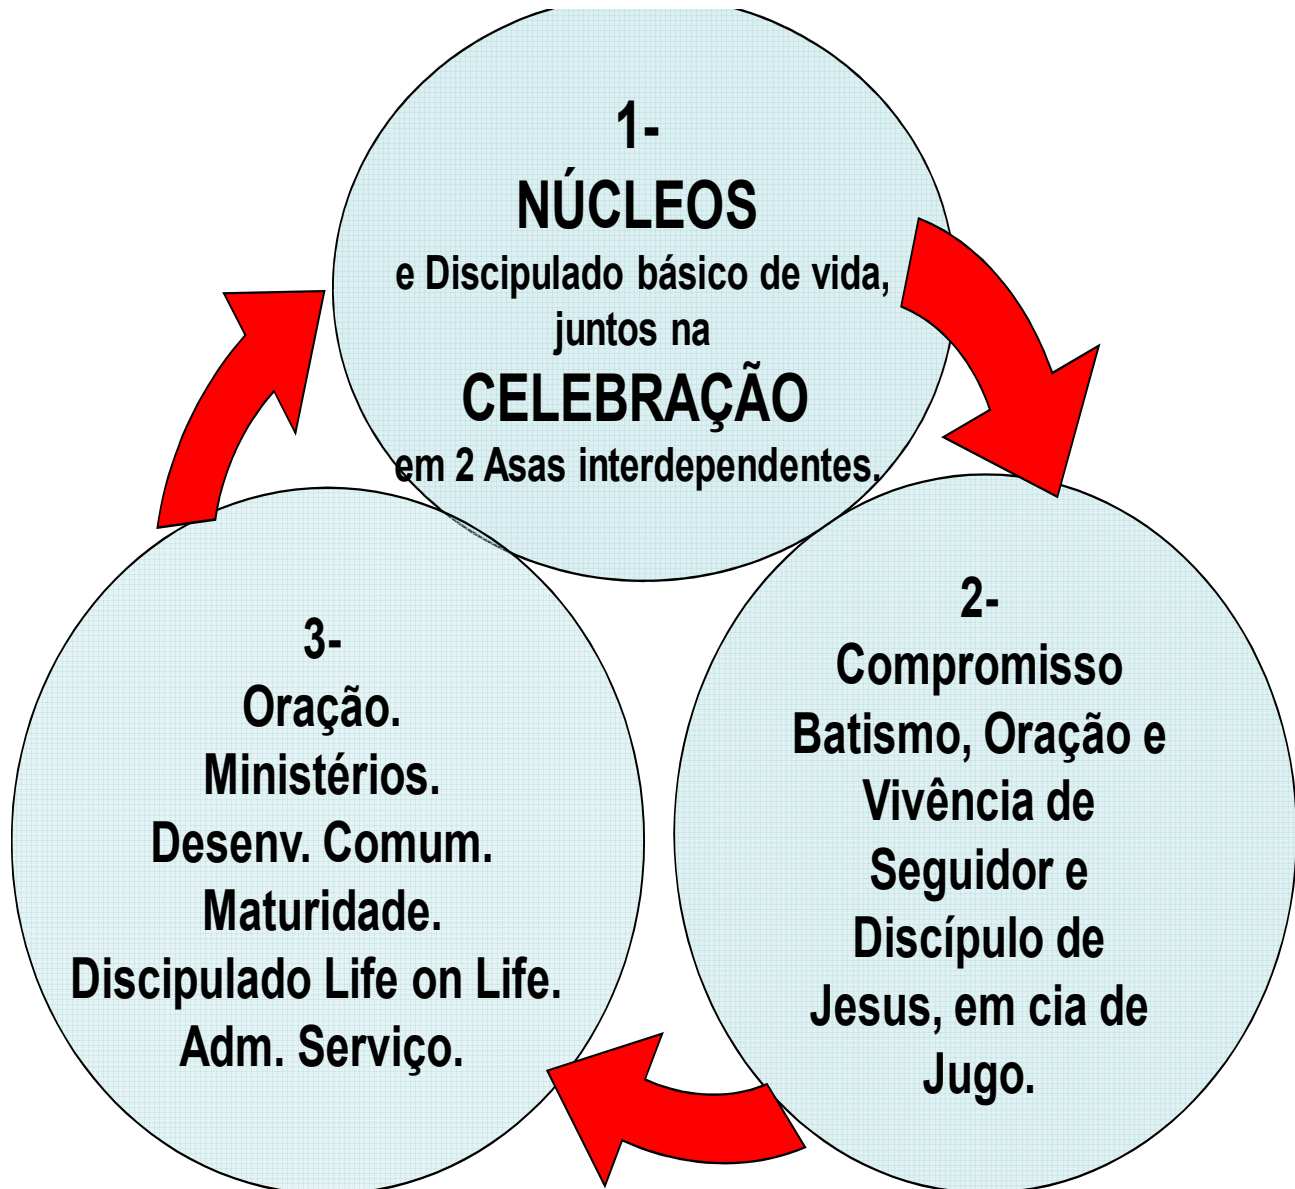 1-
NÚCLEOS
e Discipulado básico de vida,
juntos na
CELEBRAÇÃO
em 2 Asas interdependentes.
2-
Compromisso
Batismo, Oração e
Vivência de
Seguidor e
Discípulo de
Jesus, em cia de
Jugo.
3-
Oração.
Ministérios.
Desenv. Comum.
Maturidade.
Discipulado Life on Life.
Adm. Serviço.